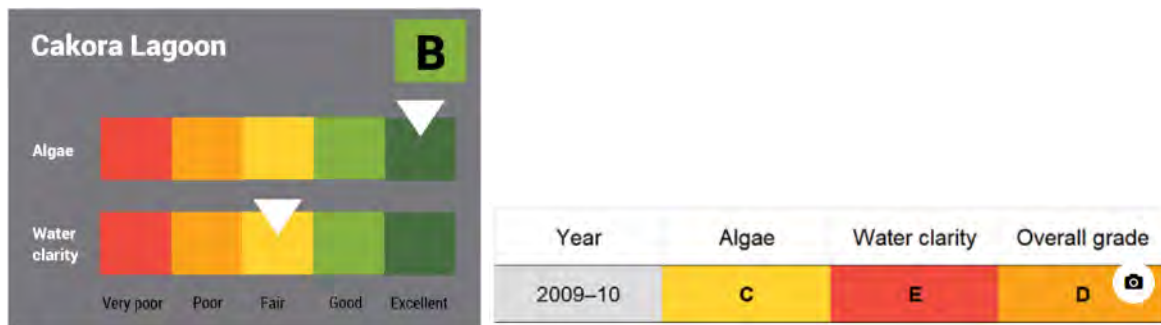 Cakora Lagoon B
Algae
Water
clarity
Very poor Poor Fair Good Excellent
Year Algae Water clarity Overall grade
2009–10 C E D